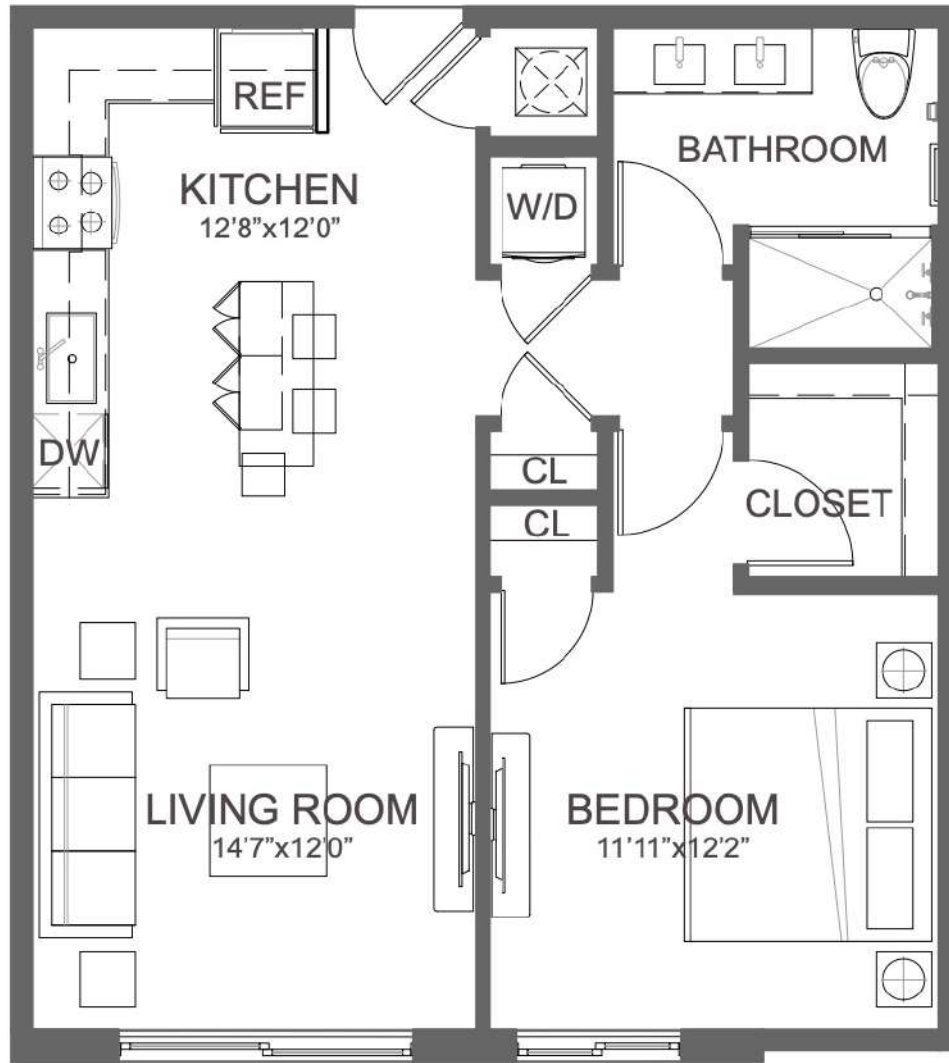 REF
KITCHEN
12’8”x12’0”
W/D
BATHROOM
DW
CL
CL
CLOSET
LIVING ROOM
14’7”x12’0”
BEDROOM
11’11”x12’2”